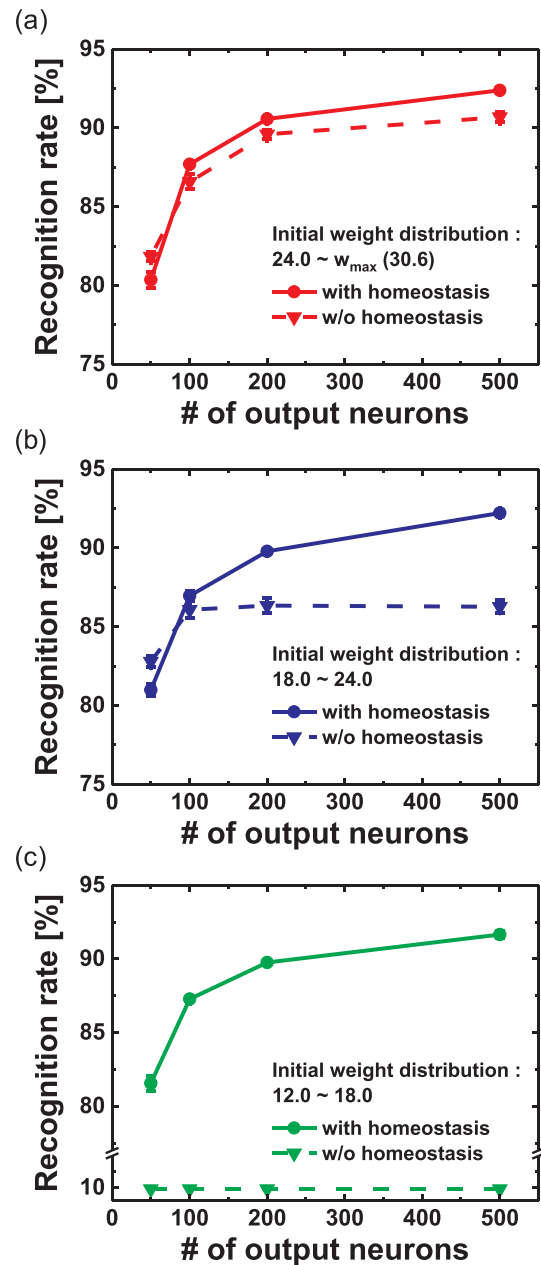 (a)
95
90
85
80
75
Recognition rate [%]
Initial weight distribution :
24.0 ~ wmax (30.6)
with homeostasis
w/o homeostasis
0 100 200 300 400 500
# of output neurons
(b)
95
90
85
80
75
Recognition rate [%]
Initial weight distribution :
18.0 ~ 24.0
with homeostasis
w/o homeostasis
0 100 200 300 400 500
# of output neurons
(c)
95
90
85
80
10
Recognition rate [%]
Initial weight distribution :
12.0 ~ 18.0
with homeostasis
w/o homeostasis
0 100 200 300 400 500
# of output neurons